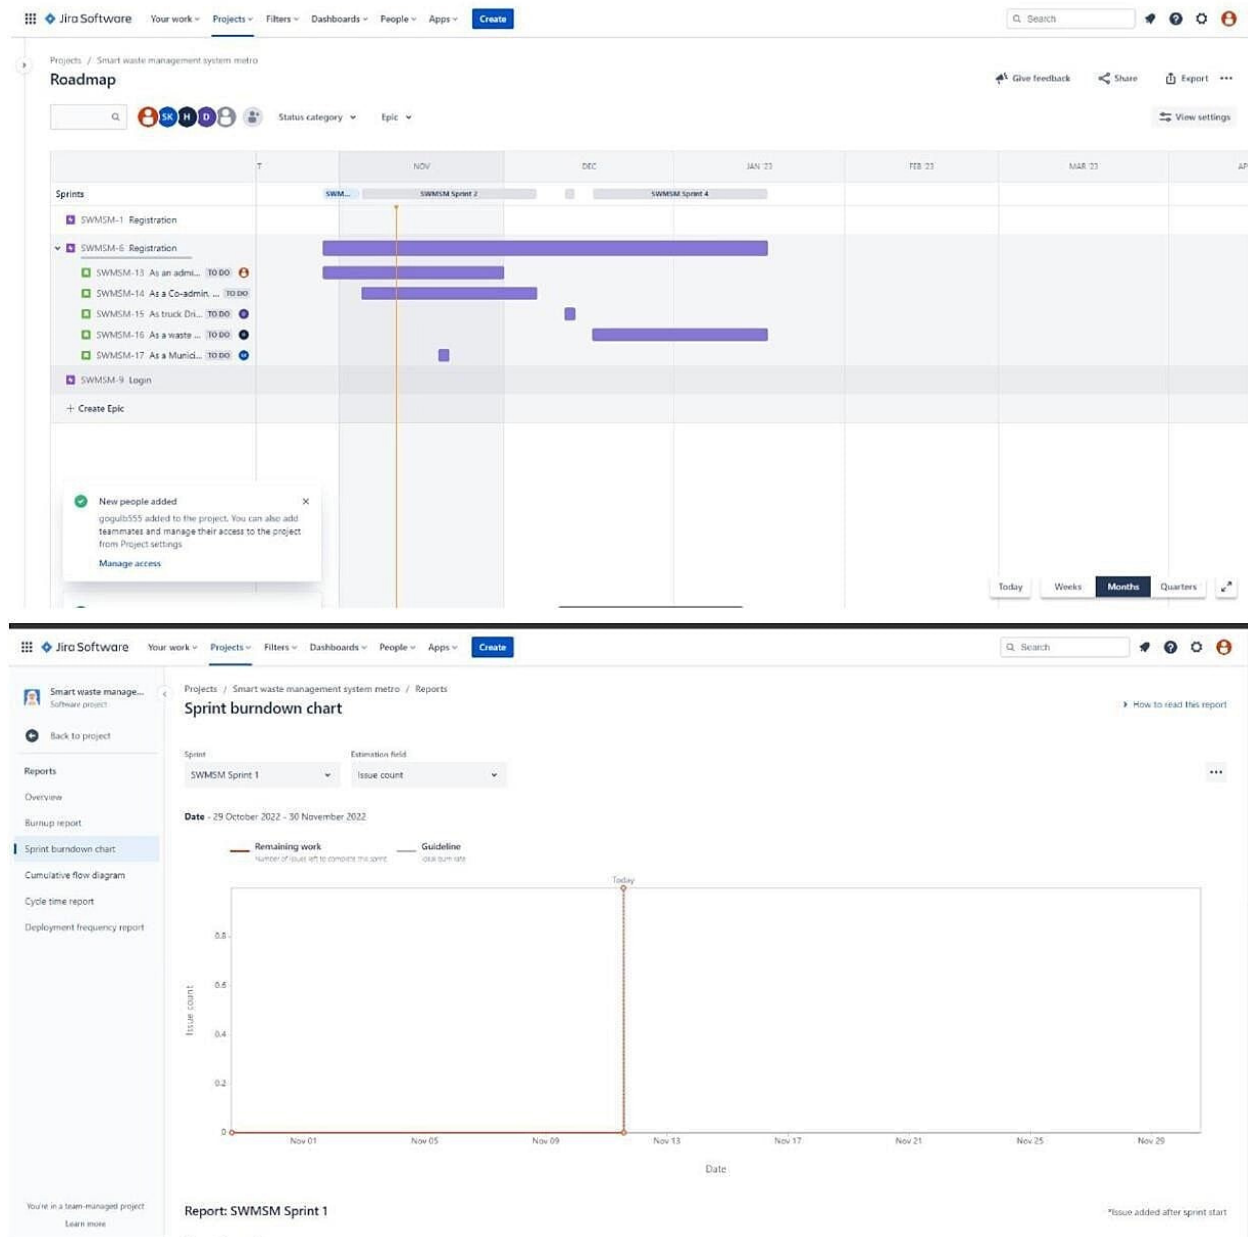 Jira Software Your work Projects Filters Dashboards People Apps Create Search
Projects / Smart waste management system metro
Roadmap
Give feedback Share Export
SK H D Status category Epic View settings
T NOV DEC JAN '23 FEB '23 MAR '23 AP
Sprints SWM... SWMSM Sprint 2 SWMSM Sprint 4
SWMSM-1 Registration
SWMSM-6 Registration
SWMSM-13 As an admi... TO DO
SWMSM-14 As a Co-admin, ... TO DO
SWMSM-15 As truck Dri... TO DO
SWMSM-16 As a waste ... TO DO
SWMSM-17 As a Munici... TO DO
SWMSM-9 Login
+ Create Epic
New people added
gogulb555 added to the project. You can also add
teammates and manage their access to the project
from Project settings
Manage access
Today Weeks Months Quarters
Jira Software Your work Projects Filters Dashboards People Apps Create Search
Smart waste manage...
Software project
Back to project
Reports
Overview
Burnup report
Sprint burndown chart
Cumulative flow diagram
Cycle time report
Deployment frequency report
You're in a team-managed project
Learn more
Projects / Smart waste management system metro / Reports
Sprint burndown chart
How to read this report
Sprint Estimation field
SWMSM Sprint 1 Issue count
Date - 29 October 2022 - 30 November 2022
Remaining work Guideline
Number of issues left to complete this sprint Ideal burn rate
Today
0.8
0.6
0.4
0.2
0
Issue count
Nov 01 Nov 05 Nov 09 Nov 13 Nov 17 Nov 21 Nov 25 Nov 29
Date
Report: SWMSM Sprint 1
*Issue added after sprint start